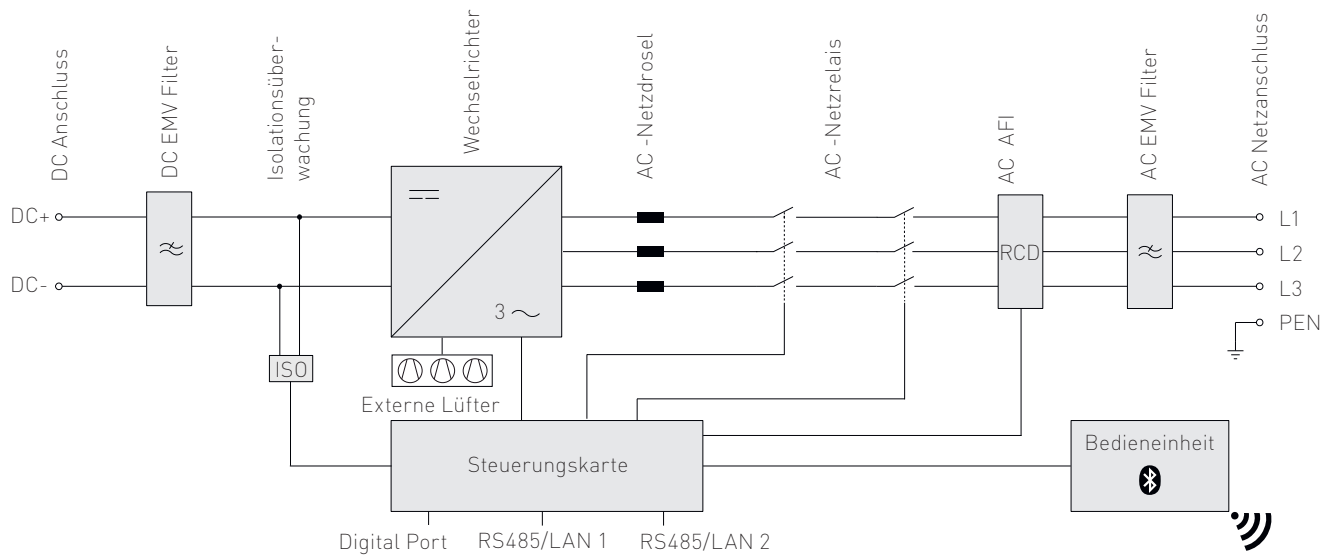 DC Anschluss
DC EMV Filter
Isolationsüber-
wachung
Wechselrichter
AC -Netzdrosel
AC -Netzrelais
AC AFI
AC EMV Filter
AC Netzanschluss
DC+
DC-
3
RCD
L1
L2
L3
PEN
ISO
Externe Lüfter
Steuerungskarte
Bedieneinheit
Digital Port
RS485/LAN 1
RS485/LAN 2